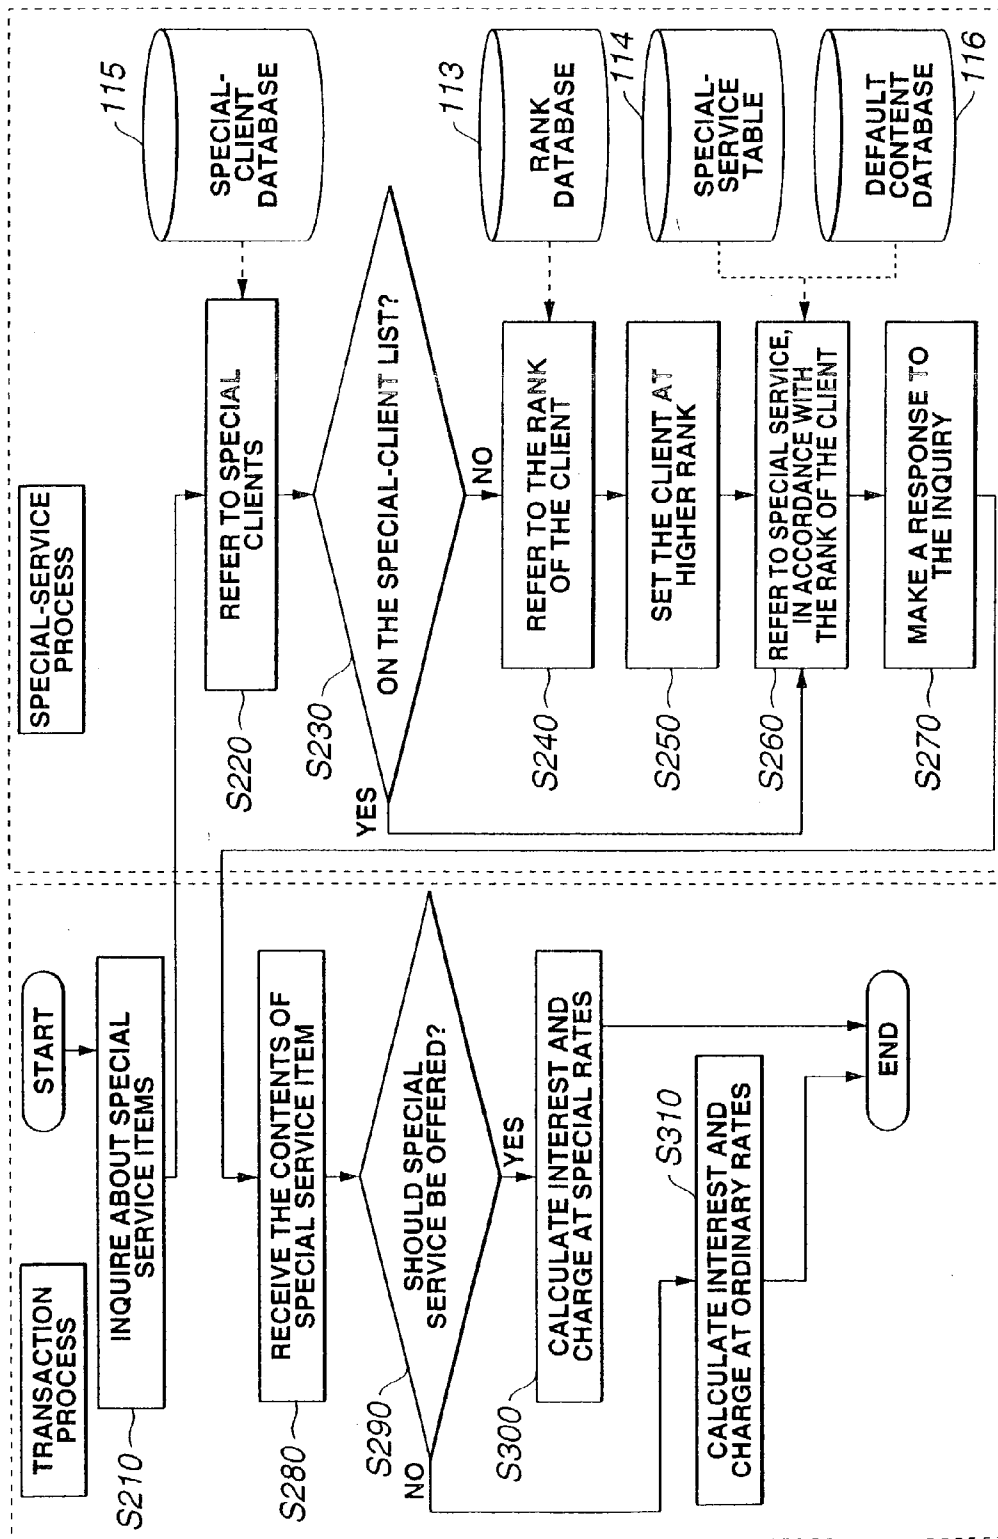 TRANSACTION
PROCESS
START
S210
INQUIRE ABOUT SPECIAL
SERVICE ITEMS
S280
RECEIVE THE CONTENTS OF
SPECIAL SERVICE ITEM
S290
SHOULD SPECIAL
SERVICE BE OFFERED?
NO
YES
S300
CALCULATE INTEREST AND
CHARGE AT SPECIAL RATES
S310
CALCULATE INTEREST AND
CHARGE AT ORDINARY RATES
END
SPECIAL-SERVICE
PROCESS
S220
REFER TO SPECIAL
CLIENTS
115
SPECIAL-
CLIENT
DATABASE
S230
ON THE SPECIAL-CLIENT LIST?
YES
NO
S240
REFER TO THE RANK
OF THE CLIENT
113
RANK
DATABASE
S250
SET THE CLIENT AT
HIGHER RANK
114
SPECIAL-
SERVICE
TABLE
S260
REFER TO SPECIAL SERVICE,
IN ACCORDANCE WITH
THE RANK OF THE CLIENT
DEFAULT
CONTENT
DATABASE
116
S270
MAKE A RESPONSE TO
THE INQUIRY